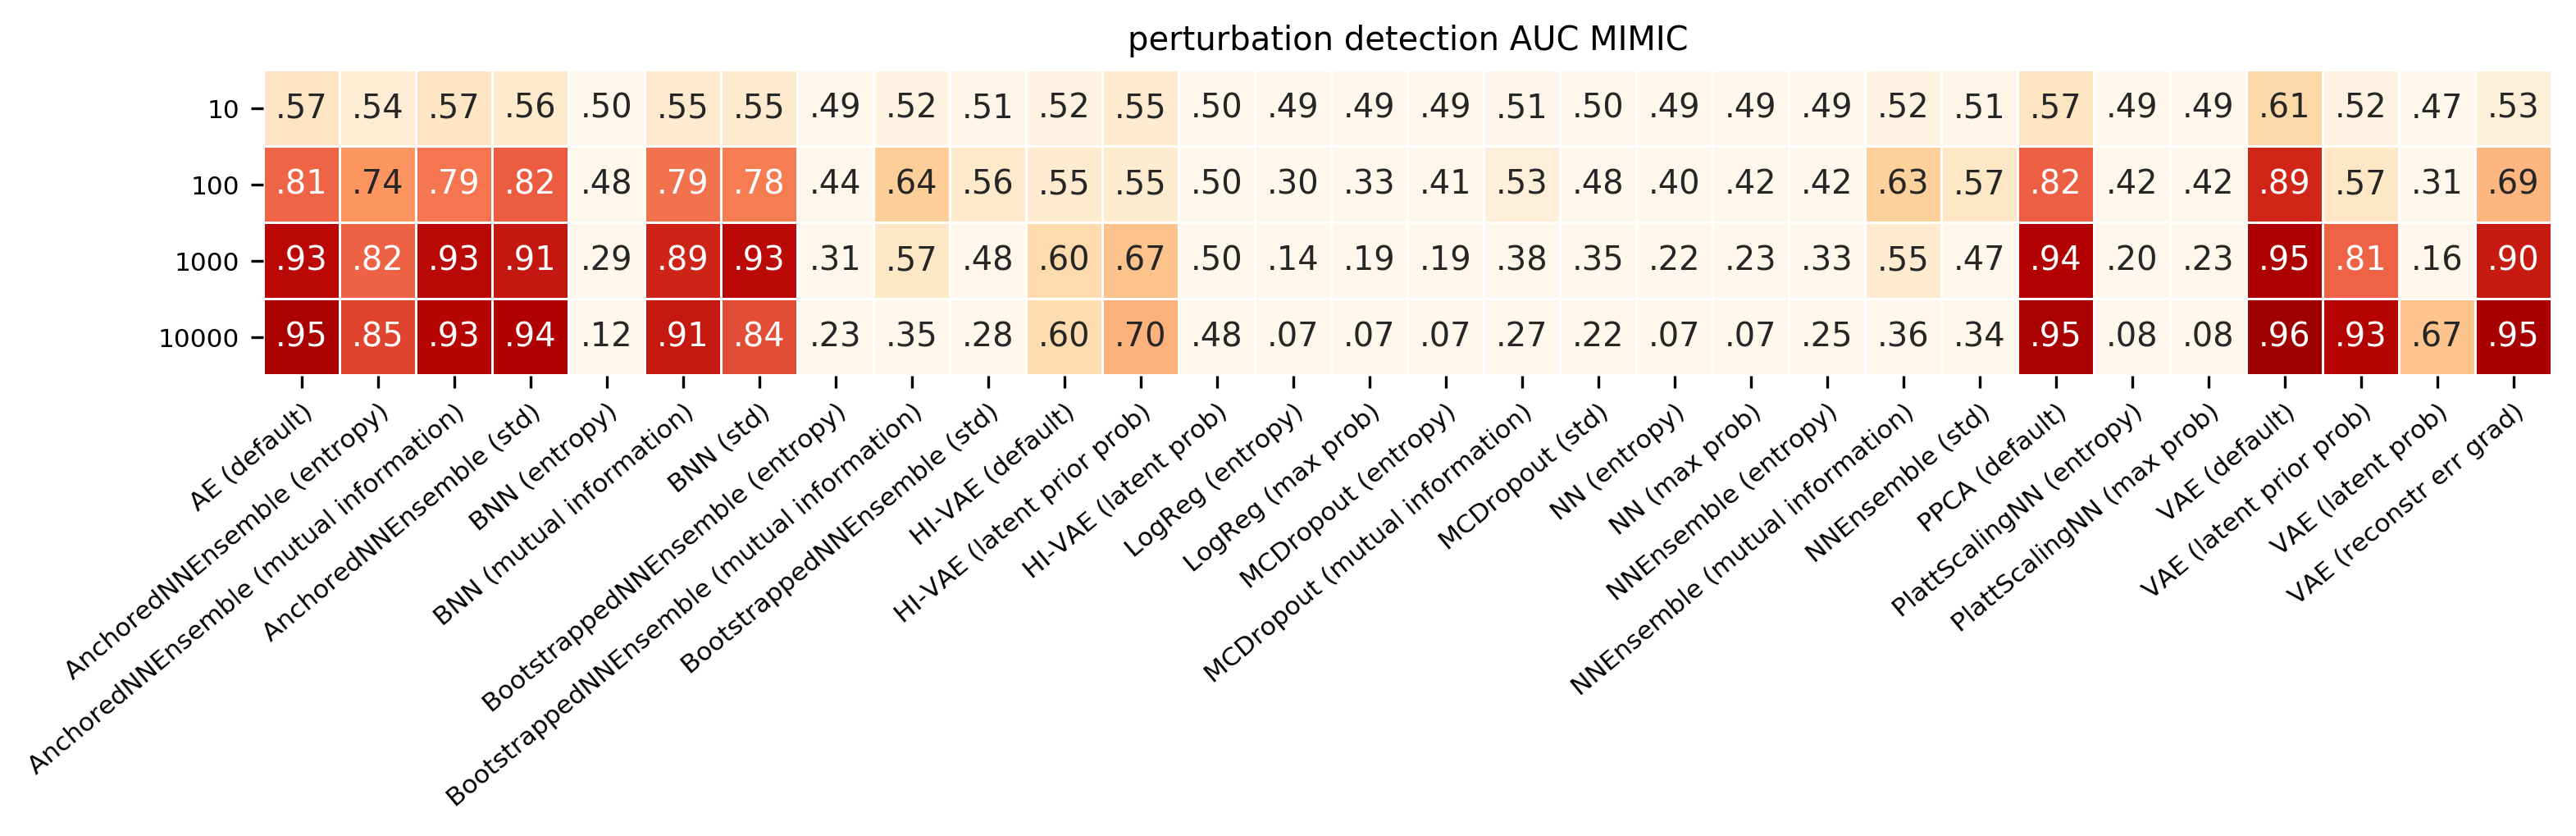 perturbation detection AUC MIMIC
10 .57 .54 .57 .56 .50 .55 .55 .49 .52 .51 .52 .55 .50 .49 .49 .49 .51 .50 .49 .49 .49 .52 .51 .57 .49 .49 .61 .52 .47 .53
100 .81 .74 .79 .82 .48 .79 .78 .44 .64 .56 .55 .55 .50 .30 .33 .41 .53 .48 .40 .42 .42 .63 .57 .82 .42 .42 .89 .57 .31 .69
1000 .93 .82 .93 .91 .29 .89 .93 .31 .57 .48 .60 .67 .50 .14 .19 .19 .38 .35 .22 .23 .33 .55 .47 .94 .20 .23 .95 .81 .16 .90
10000 .95 .85 .93 .94 .12 .91 .84 .23 .35 .28 .60 .70 .48 .07 .07 .07 .27 .22 .07 .07 .25 .36 .34 .95 .08 .08 .96 .93 .67 .95
AE (default)
AnchoredNNEnsemble (entropy)
AnchoredNNEnsemble (mutual information)
AnchoredNNEnsemble (std)
BNN (entropy)
BNN (mutual information)
BNN (std)
BootstrappedNNEnsemble (entropy)
BootstrappedNNEnsemble (mutual information)
BootstrappedNNEnsemble (std)
HI-VAE (default)
HI-VAE (latent prior prob)
HI-VAE (latent prob)
LogReg (entropy)
LogReg (max prob)
MCDropout (entropy)
MCDropout (mutual information)
MCDropout (std)
NN (entropy)
NN (max prob)
NNEnsemble (entropy)
NNEnsemble (mutual information)
NNEnsemble (std)
PPCA (default)
PlattScalingNN (entropy)
PlattScalingNN (max prob)
VAE (default)
VAE (latent prior prob)
VAE (latent prob)
VAE (reconstr err grad)